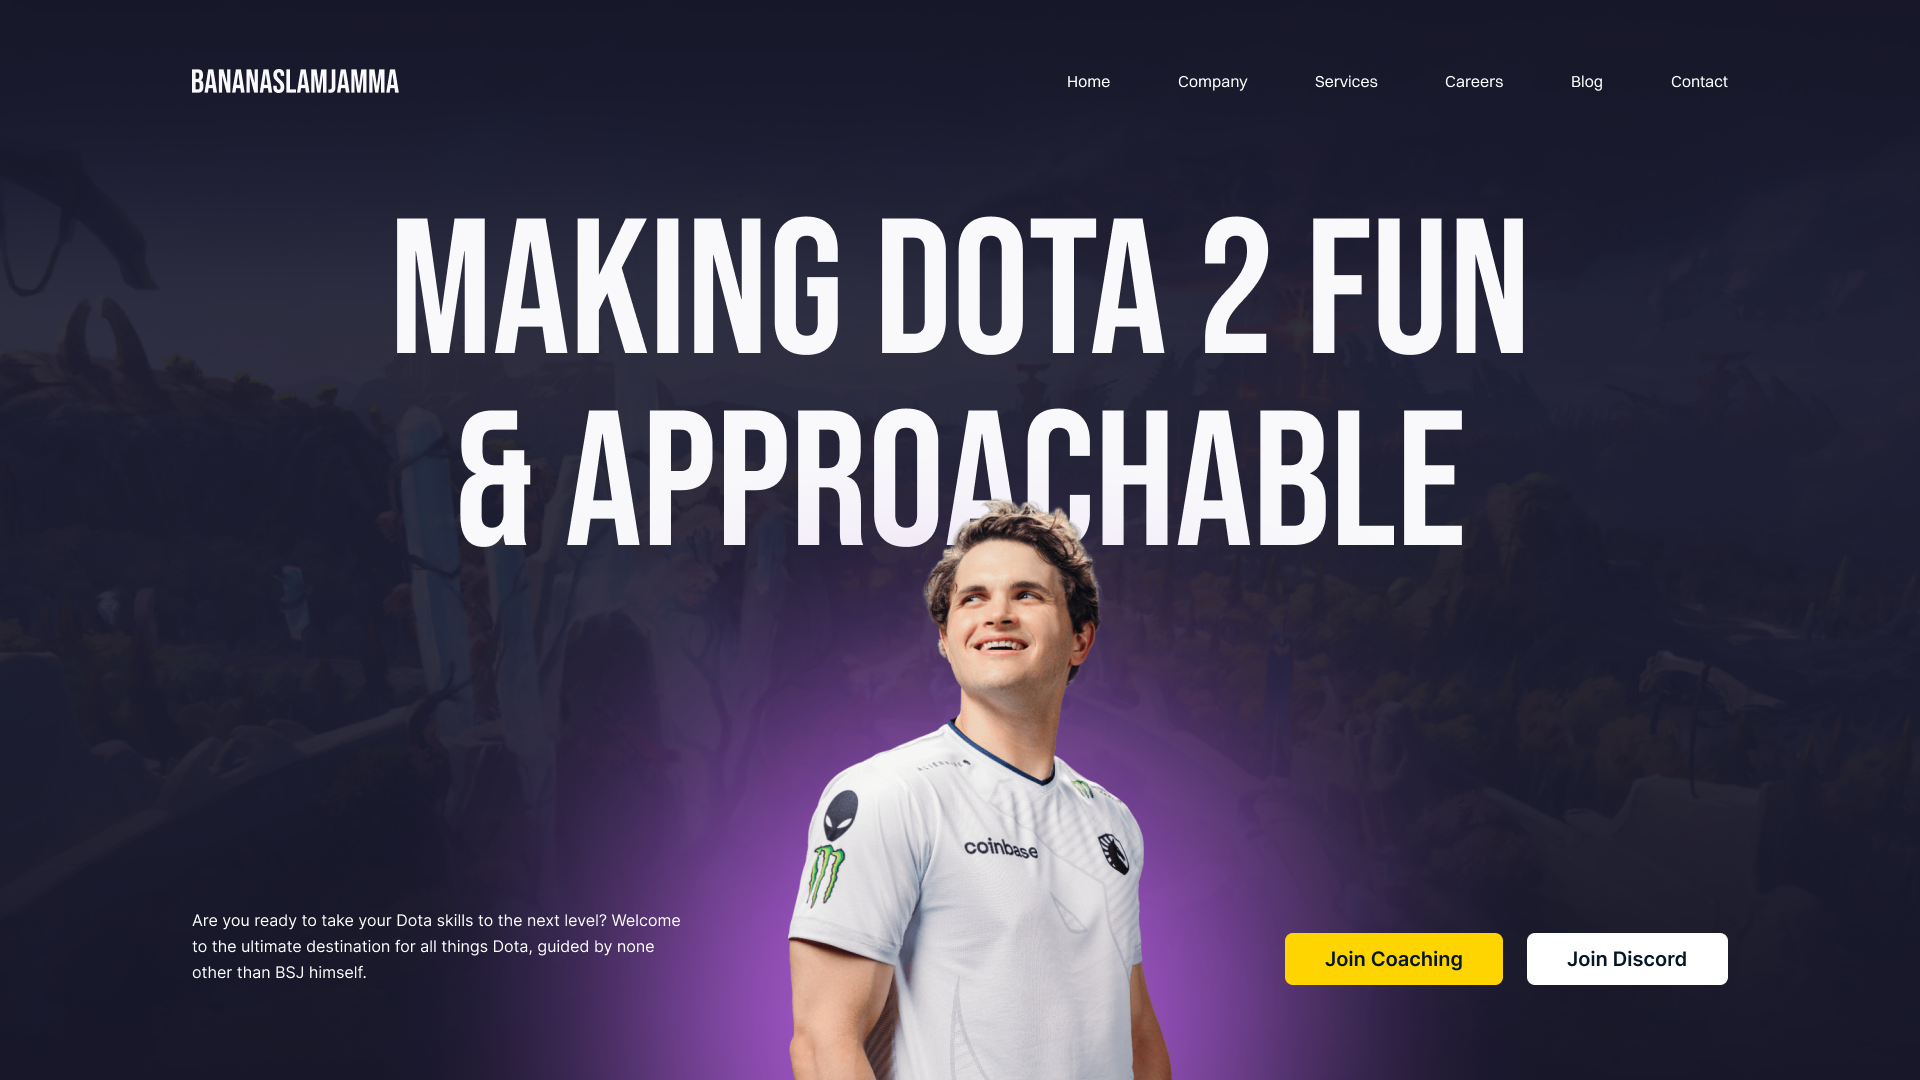 BANANASLAMJAMMA
Home Company Services Careers Blog Contact
MAKING DOTA 2 FUN
& APPROACHABLE
ALIENWARE
coinbase
Are you ready to take your Dota skills to the next level? Welcome
to the ultimate destination for all things Dota, guided by none
other than BSJ himself.
Join Coaching
Join Discord